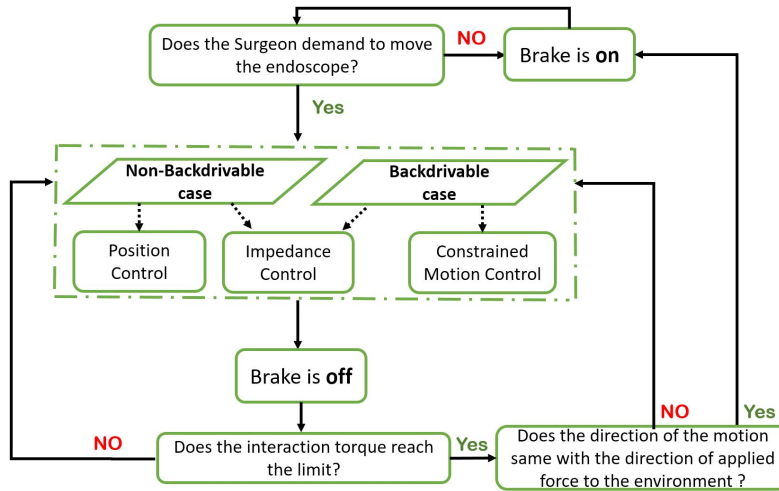 Does the Surgeon demand to move
the endoscope?
NO
Brake is on
Yes
Non-Backdrivable
case
Backdrivable
case
Position
Control
Impedance
Control
Constrained
Motion Control
Brake is off
NO
Does the interaction torque reach
the limit?
Yes
NO
Yes
Does the direction of the motion
same with the direction of applied
force to the environment ?